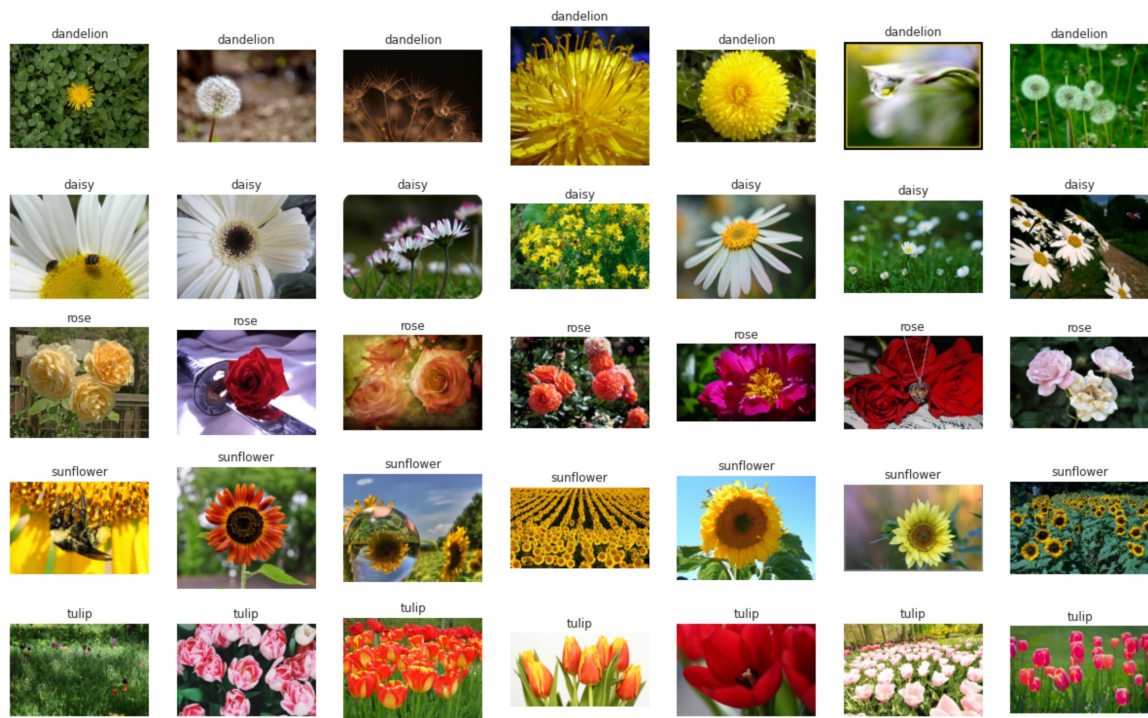 dandelion dandelion dandelion dandelion dandelion dandelion dandelion
daisy daisy daisy daisy daisy daisy daisy
rose rose rose rose rose rose rose
sunflower sunflower sunflower sunflower sunflower sunflower sunflower
tulip tulip tulip tulip tulip tulip tulip